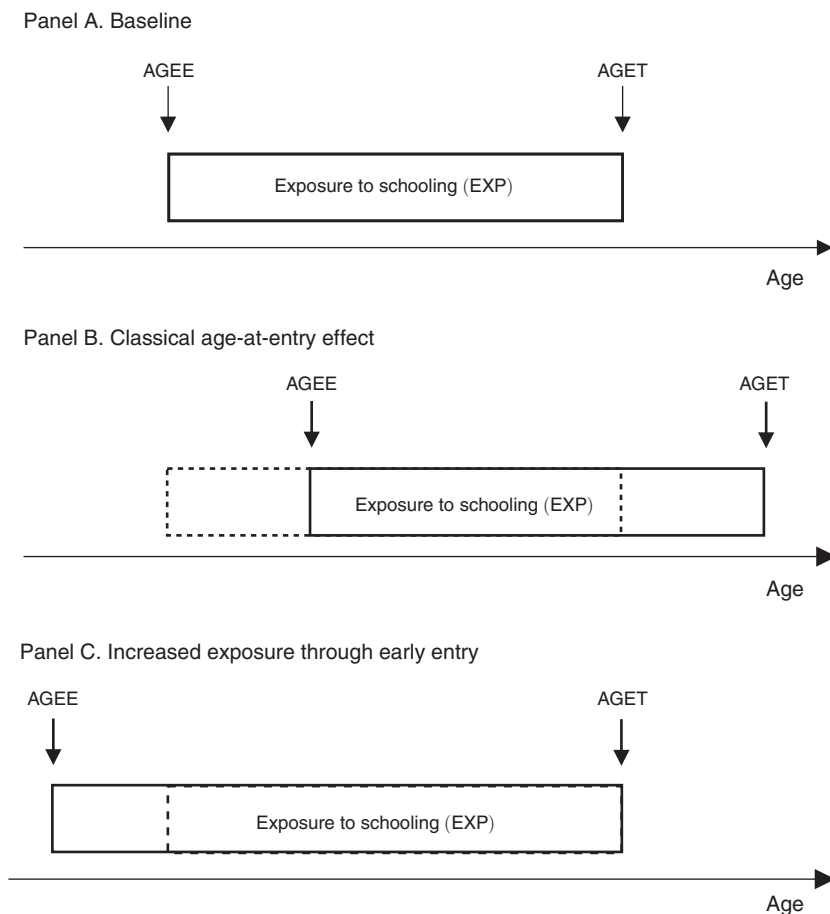 Panel A. Baseline
AGEE AGET
Exposure to schooling (EXP)
Age
Panel B. Classical age-at-entry effect
AGEE AGET
Exposure to schooling (EXP)
Age
Panel C. Increased exposure through early entry
AGEE AGET
Exposure to schooling (EXP)
Age